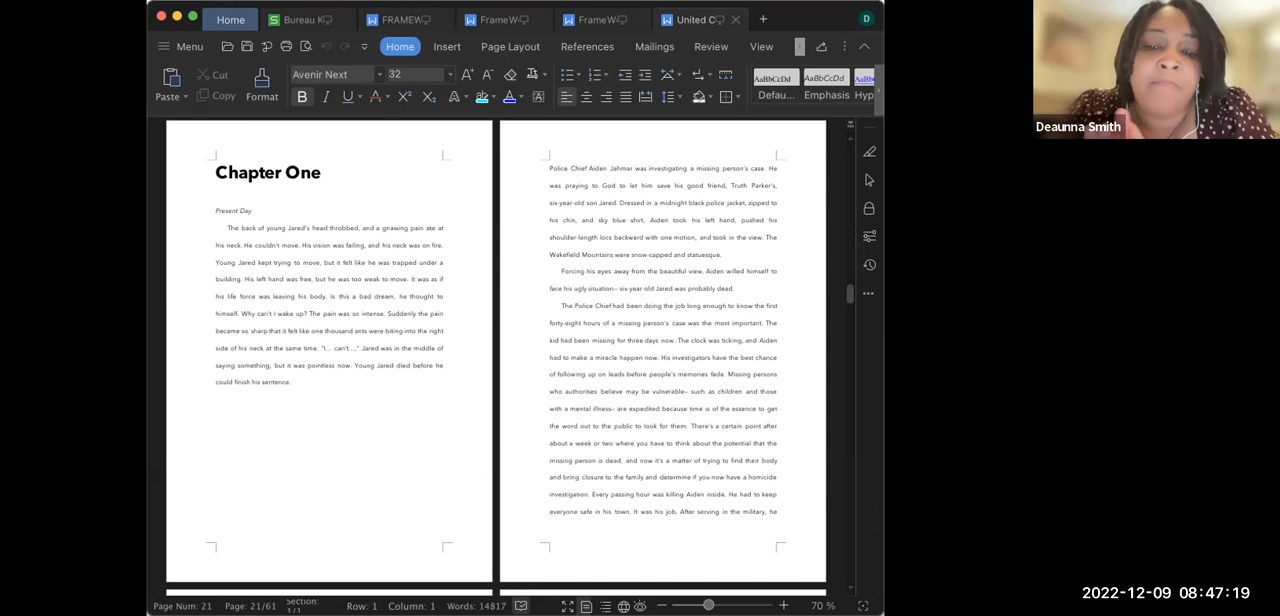 Home
Bureau K
FRAMEW
FrameW
FrameW
United C
D
Menu
Home
Insert
Page Layout
References
Mailings
Review
View
Paste
Cut
Copy
Format
Avenir Next
32
AaBbCcDd
AaBbCcDd
AaBb
Defau...
Emphasis
Hyp
Chapter One
Present Day
The back of young Jared's head throbbed, and a gnawing pain ate at
his neck. He couldn't move. His vision was failing, and his neck was on fire.
Young Jared kept trying to move, but it felt like he was trapped under a
building. His left hand was free, but he was too weak to move. It was as if
his life force was leaving his body. Is this a bad dream, he thought to
himself. Why can't I wake up? The pain was so intense. Suddenly the pain
became so sharp that it felt like one thousand ants were biting into the right
side of his neck at the same time. "I... can't...," Jared was in the middle of
saying something, but it was pointless now. Young Jared died before he
could finish his sentence.
Police Chief Aiden Jahmar was investigating a missing person's case. He
was praying to God to let him save his good friend, Truth Parker's,
six-year-old son Jared. Dressed in a midnight black police jacket, zipped to
his chin, and sky blue shirt, Aiden took his left hand, pushed his
shoulder-length locs backward with one motion, and took in the view. The
Wakefield Mountains were snow-capped and statuesque.
Forcing his eyes away from the beautiful view, Aiden willed himself to
face his ugly situation– six-year-old Jared was probably dead.
The Police Chief had been doing the job long enough to know the first
forty-eight hours of a missing person's case was the most important. The
kid had been missing for three days now. The clock was ticking, and Aiden
had to make a miracle happen now. His investigators have the best chance
of following up on leads before people's memories fade. Missing persons
who authorities believe may be vulnerable– such as children and those
with a mental illness– are expedited because time is of the essence to get
the word out to the public to look for them. There's a certain point after
about a week or two where you have to think about the potential that the
missing person is dead, and now it's a matter of trying to find their body
and bring closure to the family and determine if you now have a homicide
investigation. Every passing hour was killing Aiden inside. He had to keep
everyone safe in his town. It was his job. After serving in the military, he
Page Num: 21
Page: 21/61
Section: 1/1
Row: 1
Column: 1
Words: 14817
70 %
Deaunna Smith
2022-12-09 08:47:19